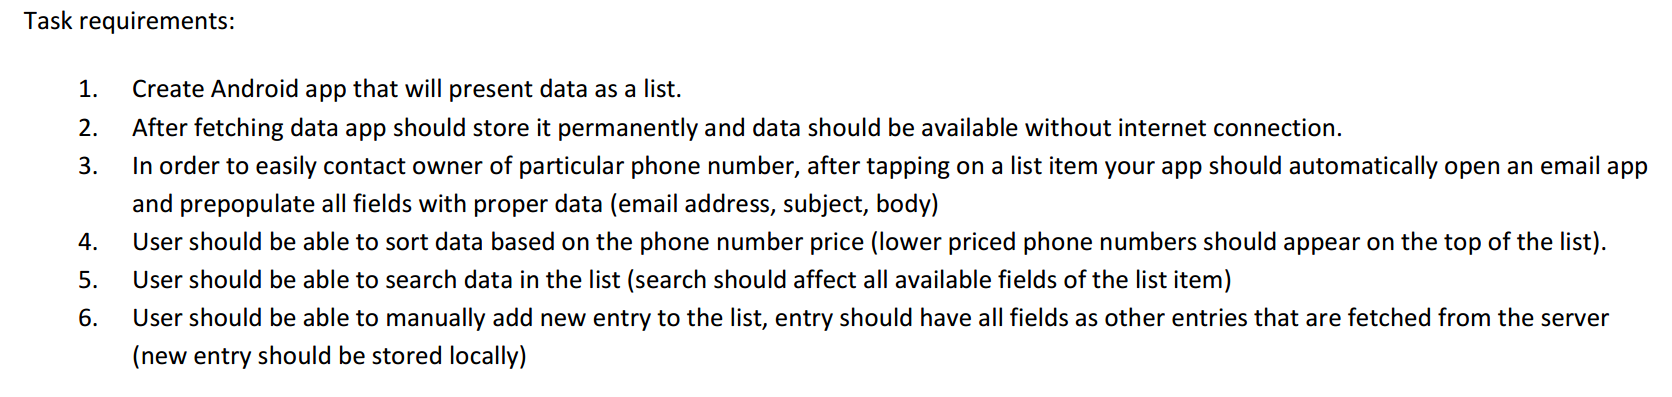 Task requirements:
1. Create Android app that will present data as a list.
2. After fetching data app should store it permanently and data should be available without internet connection.
3. In order to easily contact owner of particular phone number, after tapping on a list item your app should automatically open an email app
and prepopulate all fields with proper data (email address, subject, body)
4. User should be able to sort data based on the phone number price (lower priced phone numbers should appear on the top of the list).
5. User should be able to search data in the list (search should affect all available fields of the list item)
6. User should be able to manually add new entry to the list, entry should have all fields as other entries that are fetched from the server
(new entry should be stored locally)